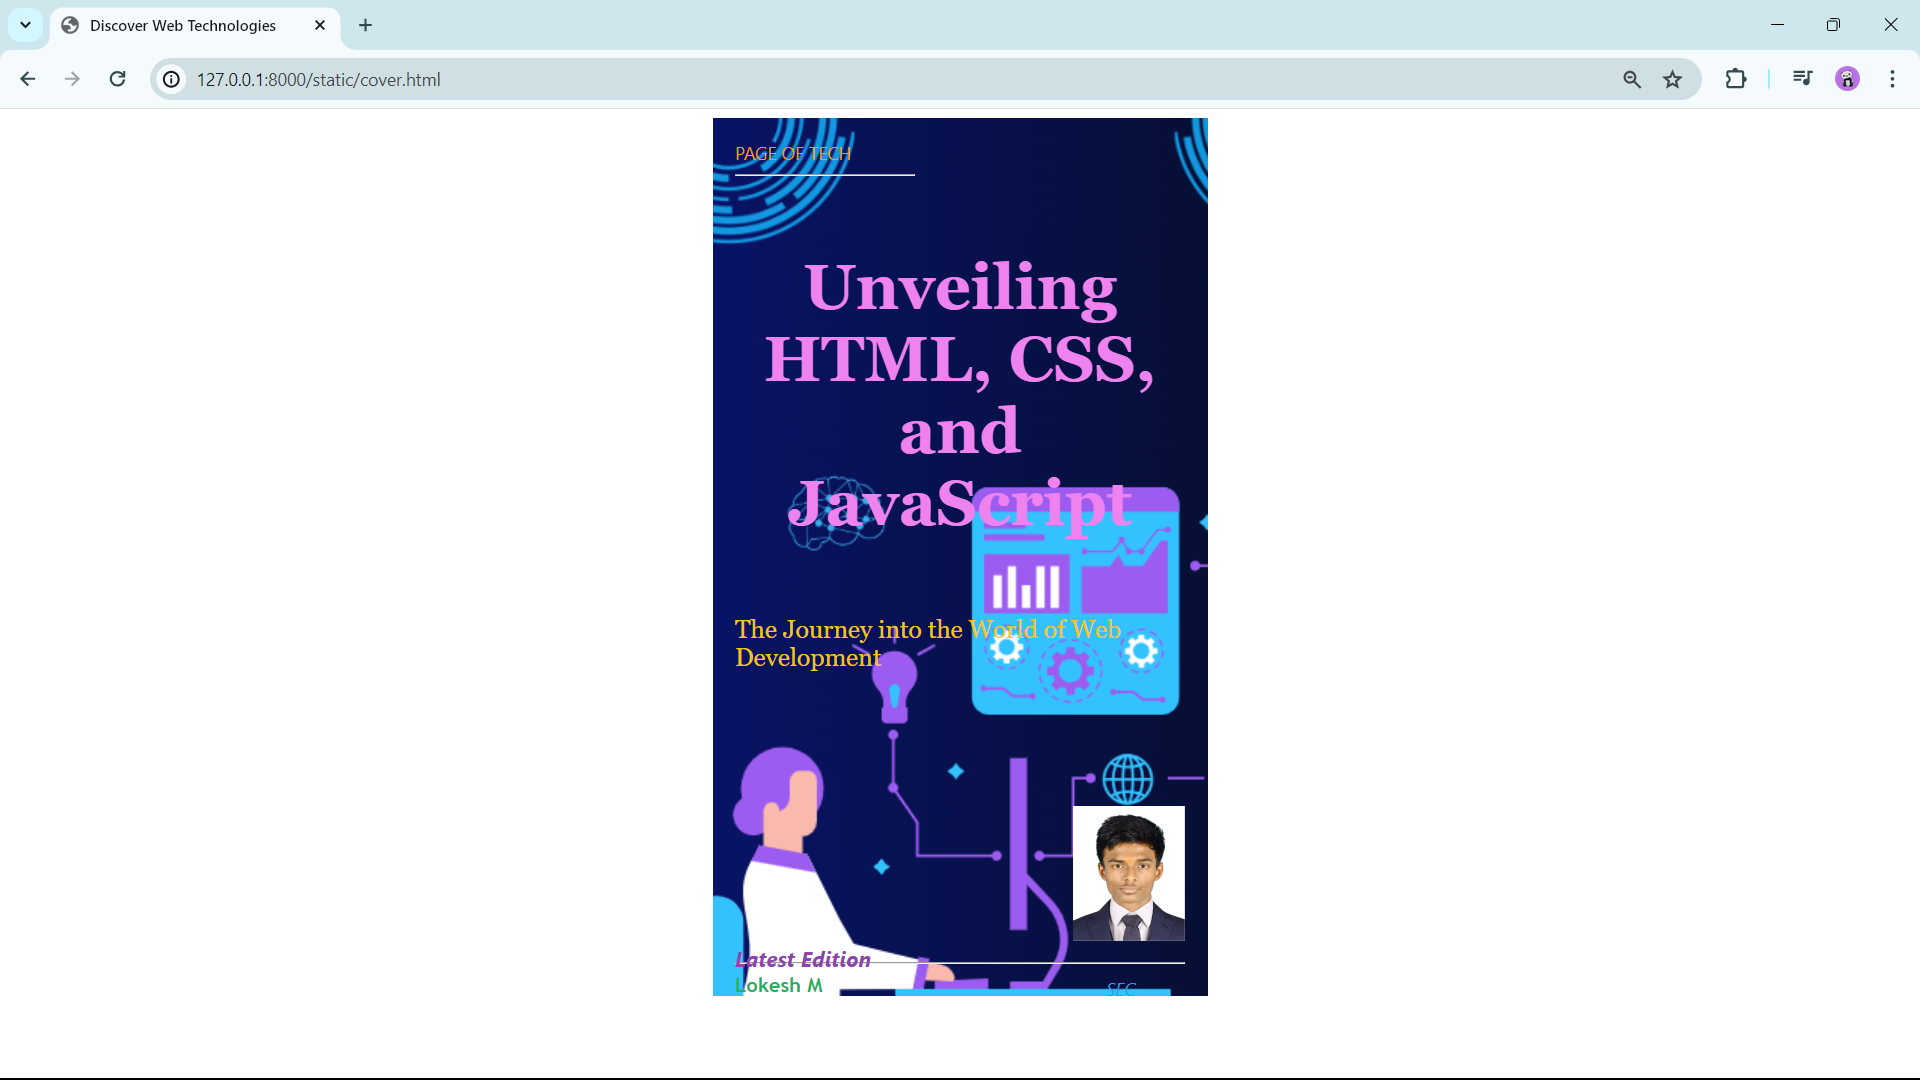 Discover Web Technologies
127.0.0.1:8000/static/cover.html
PAGE OF TECH
Unveiling
HTML, CSS,
and
JavaScript
The Journey into the World of Web
Development
Latest Edition
Lokesh M
SEC